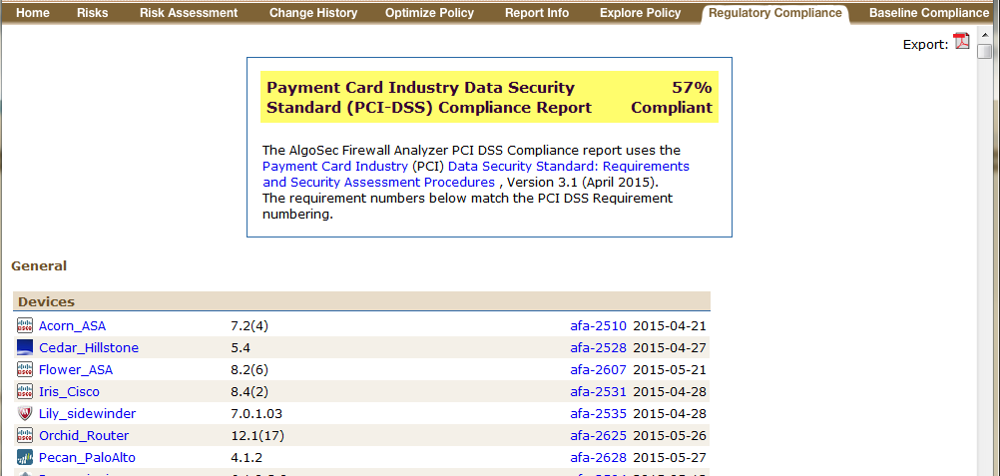 Home Risks Risk Assessment Change History Optimize Policy Report Info Explore Policy Regulatory Compliance Baseline Compliance
Export:
Payment Card Industry Data Security 57%
Standard (PCI-DSS) Compliance Report Compliant
The AlgoSec Firewall Analyzer PCI DSS Compliance report uses the
Payment Card Industry (PCI) Data Security Standard: Requirements
and Security Assessment Procedures , Version 3.1 (April 2015).
The requirement numbers below match the PCI DSS Requirement
numbering.
General
Devices
Acorn_ASA 7.2(4) afa-2510 2015-04-21
Cedar_Hillstone 5.4 afa-2528 2015-04-27
Flower_ASA 8.2(6) afa-2607 2015-05-21
Iris_Cisco 8.4(2) afa-2531 2015-04-28
Lily_sidewinder 7.0.1.03 afa-2535 2015-04-28
Orchid_Router 12.1(17) afa-2625 2015-05-26
Pecan_PaloAlto 4.1.2 afa-2628 2015-05-27